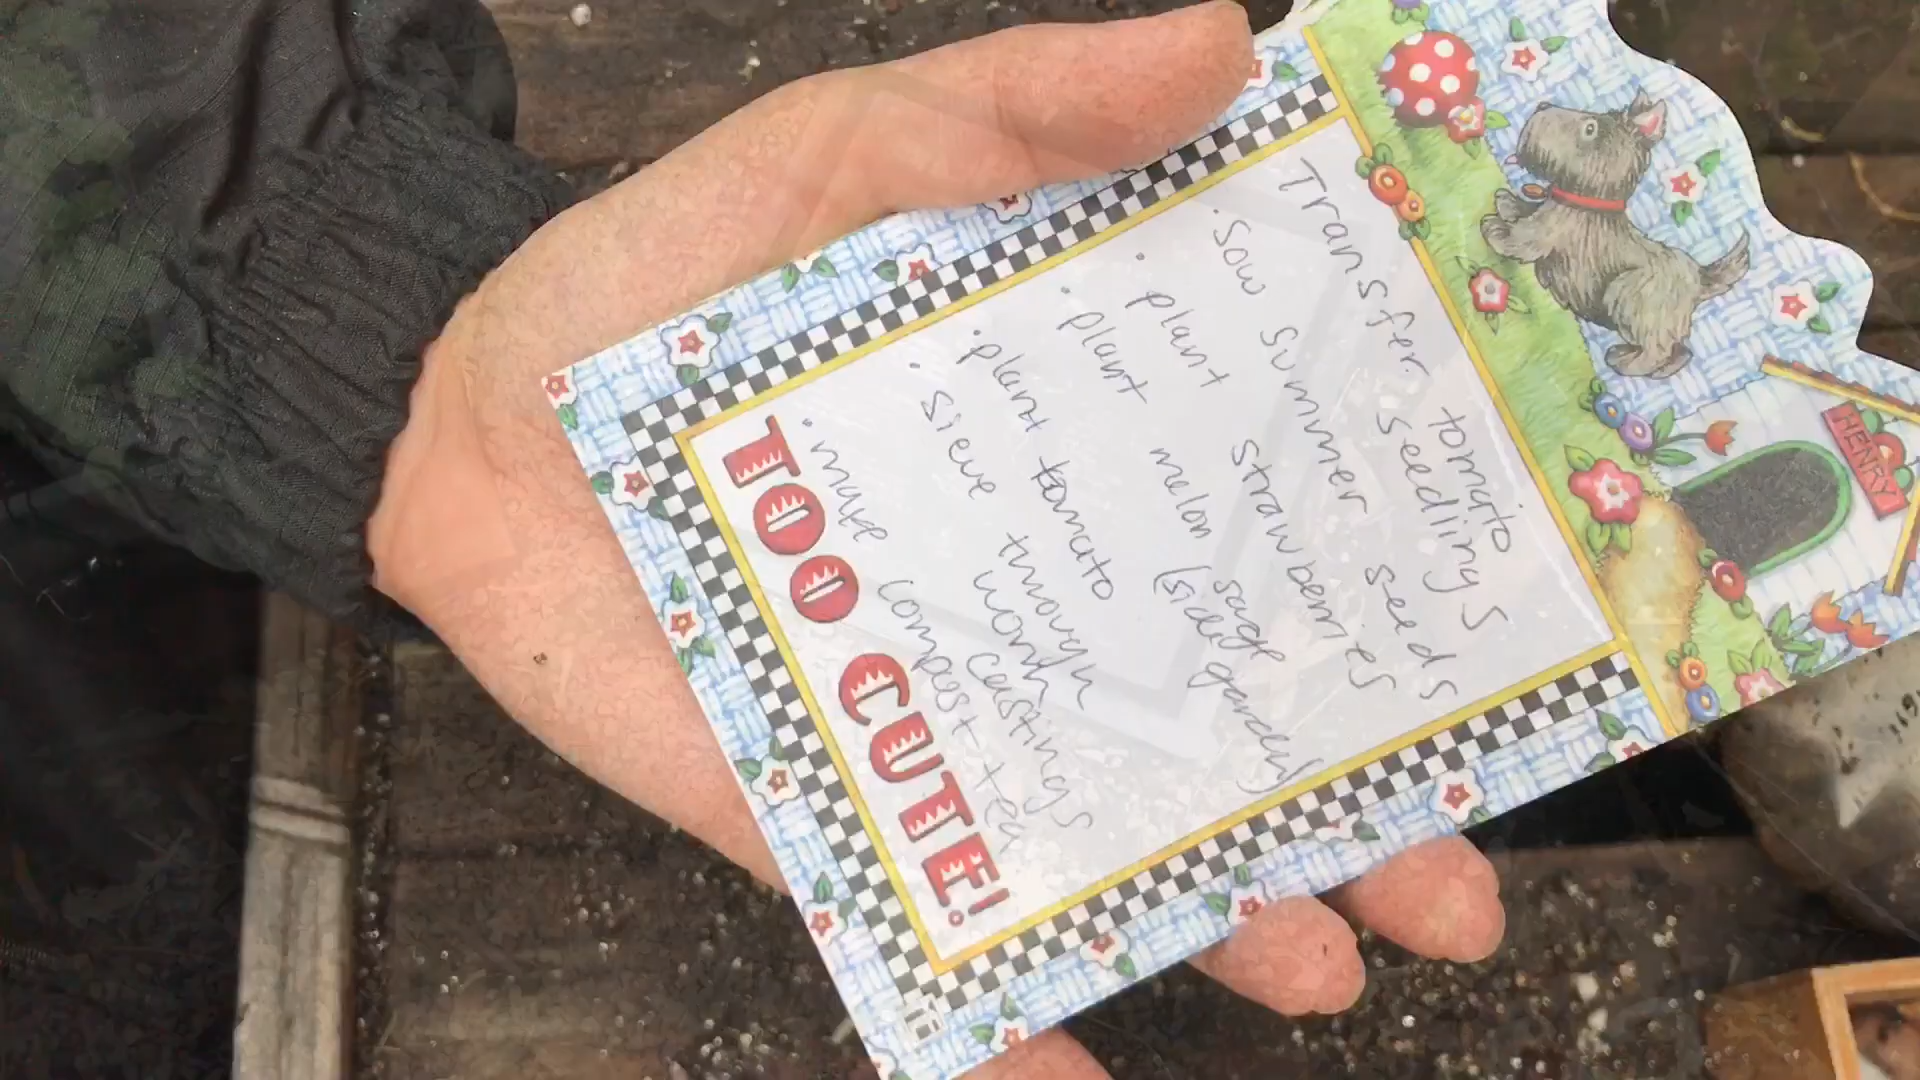 HENRY
Transfer tomato
seedlings
· sow summer seeds
· plant strawberries
· plant melon sage
(side garden)
· plant tomato
· sieve through
worm castings
· make compost tea
TOO CUTE!